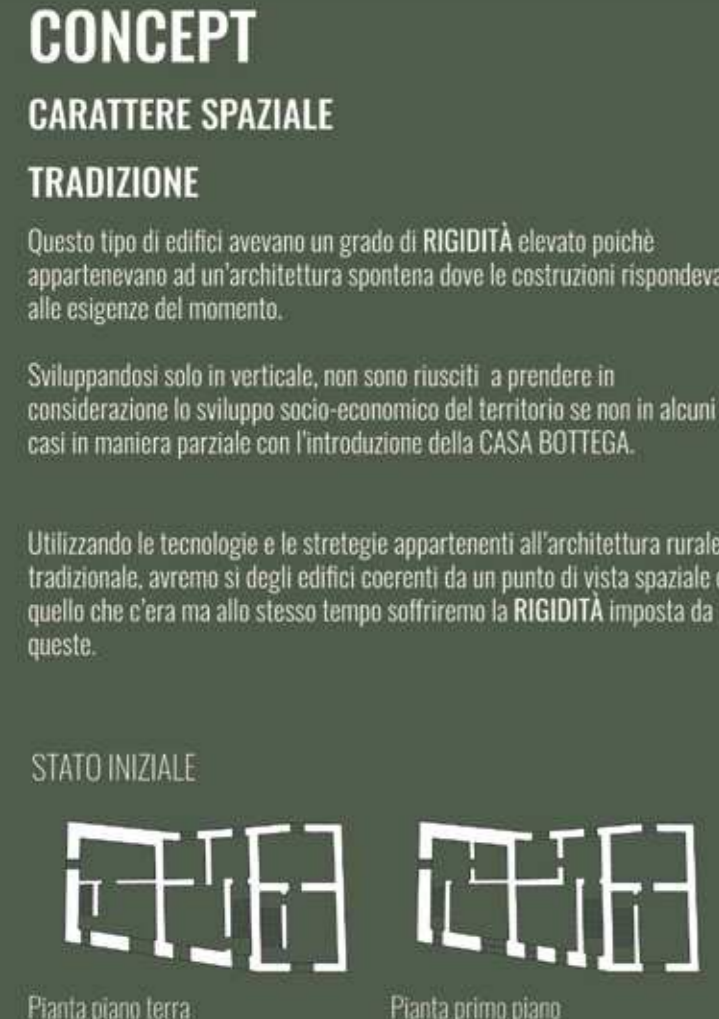 CONCEPT
CARATTERE SPAZIALE
TRADIZIONE
Questo tipo di edifici avevano un grado di RIGIDITÀ elevato poichè
appartenevano ad un'architettura spontena dove le costruzioni rispondeva
alle esigenze del momento.
Sviluppandosi solo in verticale, non sono riusciti a prendere in
considerazione lo sviluppo socio-economico del territorio se non in alcuni
casi in maniera parziale con l'introduzione della CASA BOTTEGA.
Utilizzando le tecnologie e le stretegie appartenenti all'architettura rurale
tradizionale, avremo si degli edifici coerenti da un punto di vista spaziale
quello che c'era ma allo stesso tempo soffriremo la RIGIDITÀ imposta da
queste.
STATO INIZIALE
Pianta piano terra
Pianta primo piano